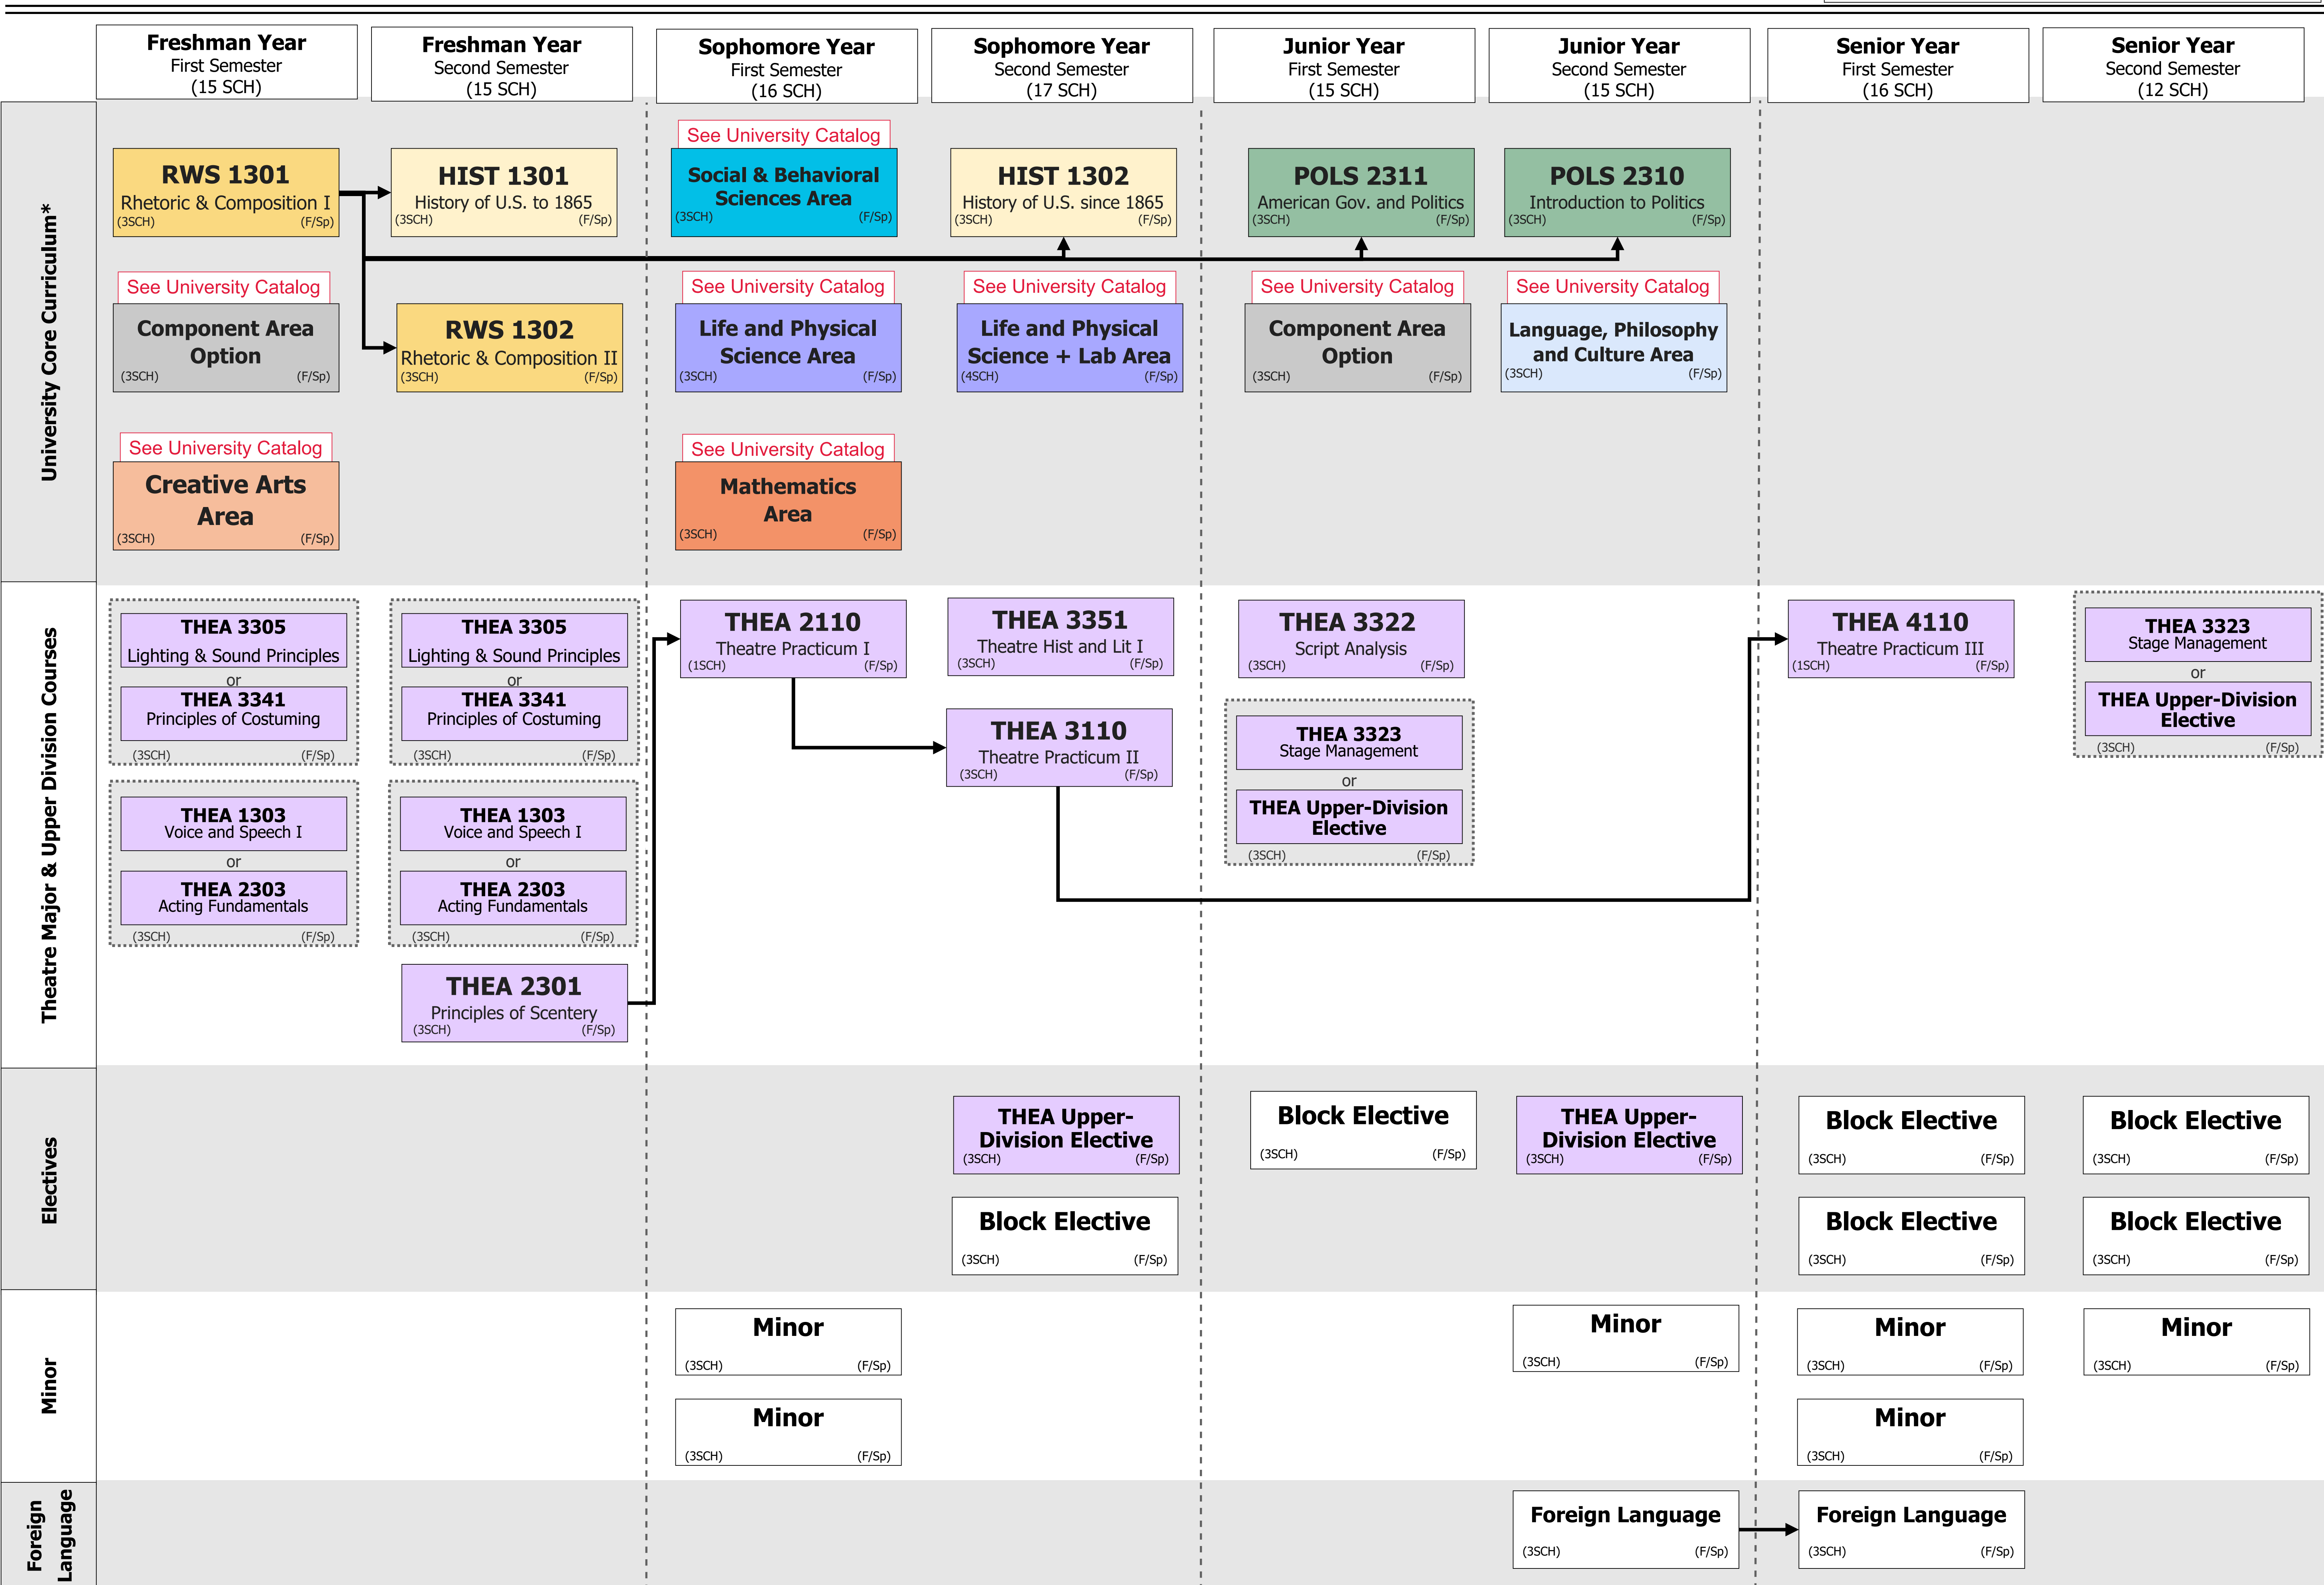 Freshman Year
First Semester
(15 SCH)
Freshman Year
Second Semester
(15 SCH)
Sophomore Year
First Semester
(16 SCH)
Sophomore Year
Second Semester
(17 SCH)
Junior Year
First Semester
(15 SCH)
Junior Year
Second Semester
(15 SCH)
Senior Year
First Semester
(16 SCH)
Senior Year
Second Semester
(12 SCH)
University Core Curriculum*
RWS 1301
Rhetoric & Composition I
(3SCH) (F/Sp)
HIST 1301
History of U.S. to 1865
(3SCH) (F/Sp)
See University Catalog
Social & Behavioral
Sciences Area
(3SCH) (F/Sp)
HIST 1302
History of U.S. since 1865
(3SCH) (F/Sp)
POLS 2311
American Gov. and Politics
(3SCH) (F/Sp)
POLS 2310
Introduction to Politics
(3SCH) (F/Sp)
See University Catalog
Component Area
Option
(3SCH) (F/Sp)
RWS 1302
Rhetoric & Composition II
(3SCH) (F/Sp)
See University Catalog
Life and Physical
Science Area
(3SCH) (F/Sp)
See University Catalog
Life and Physical
Science + Lab Area
(4SCH) (F/Sp)
See University Catalog
Component Area
Option
(3SCH) (F/Sp)
See University Catalog
Language, Philosophy
and Culture Area
(3SCH) (F/Sp)
See University Catalog
Creative Arts
Area
(3SCH) (F/Sp)
See University Catalog
Mathematics
Area
(3SCH) (F/Sp)
Theatre Major & Upper Division Courses
THEA 3305
Lighting & Sound Principles
or
THEA 3341
Principles of Costuming
(3SCH) (F/Sp)
THEA 3305
Lighting & Sound Principles
or
THEA 3341
Principles of Costuming
(3SCH) (F/Sp)
THEA 2110
Theatre Practicum I
(1SCH) (F/Sp)
THEA 3351
Theatre Hist and Lit I
(3SCH) (F/Sp)
THEA 3322
Script Analysis
(3SCH) (F/Sp)
THEA 4110
Theatre Practicum III
(1SCH) (F/Sp)
THEA 3323
Stage Management
or
THEA Upper-Division
Elective
(3SCH) (F/Sp)
THEA 3110
Theatre Practicum II
(3SCH) (F/Sp)
THEA 3323
Stage Management
or
THEA Upper-Division
Elective
(3SCH) (F/Sp)
THEA 1303
Voice and Speech I
or
THEA 2303
Acting Fundamentals
(3SCH) (F/Sp)
THEA 1303
Voice and Speech I
or
THEA 2303
Acting Fundamentals
(3SCH) (F/Sp)
THEA 2301
Principles of Scentery
(3SCH) (F/Sp)
Electives
THEA Upper-
Division Elective
(3SCH) (F/Sp)
Block Elective
(3SCH) (F/Sp)
THEA Upper-
Division Elective
(3SCH) (F/Sp)
Block Elective
(3SCH) (F/Sp)
Block Elective
(3SCH) (F/Sp)
Block Elective
(3SCH) (F/Sp)
Block Elective
(3SCH) (F/Sp)
Block Elective
(3SCH) (F/Sp)
Minor
Minor
(3SCH) (F/Sp)
Minor
(3SCH) (F/Sp)
Minor
(3SCH) (F/Sp)
Minor
(3SCH) (F/Sp)
Minor
(3SCH) (F/Sp)
Minor
(3SCH) (F/Sp)
Foreign
Language
Foreign Language
(3SCH) (F/Sp)
Foreign Language
(3SCH) (F/Sp)